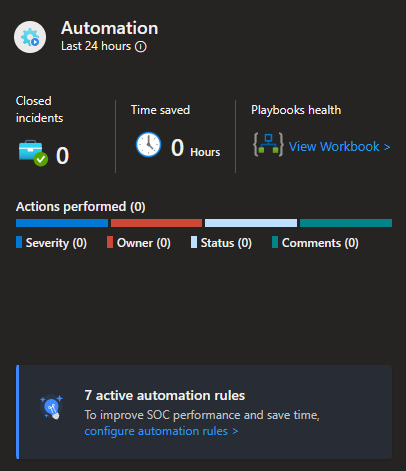 Automation
Last 24 hours
Closed
incidents
0
Time saved
0 Hours
Playbooks health
View Workbook >
Actions performed (0)
Severity (0) Owner (0) Status (0) Comments (0)
7 active automation rules
To improve SOC performance and save time,
configure automation rules >